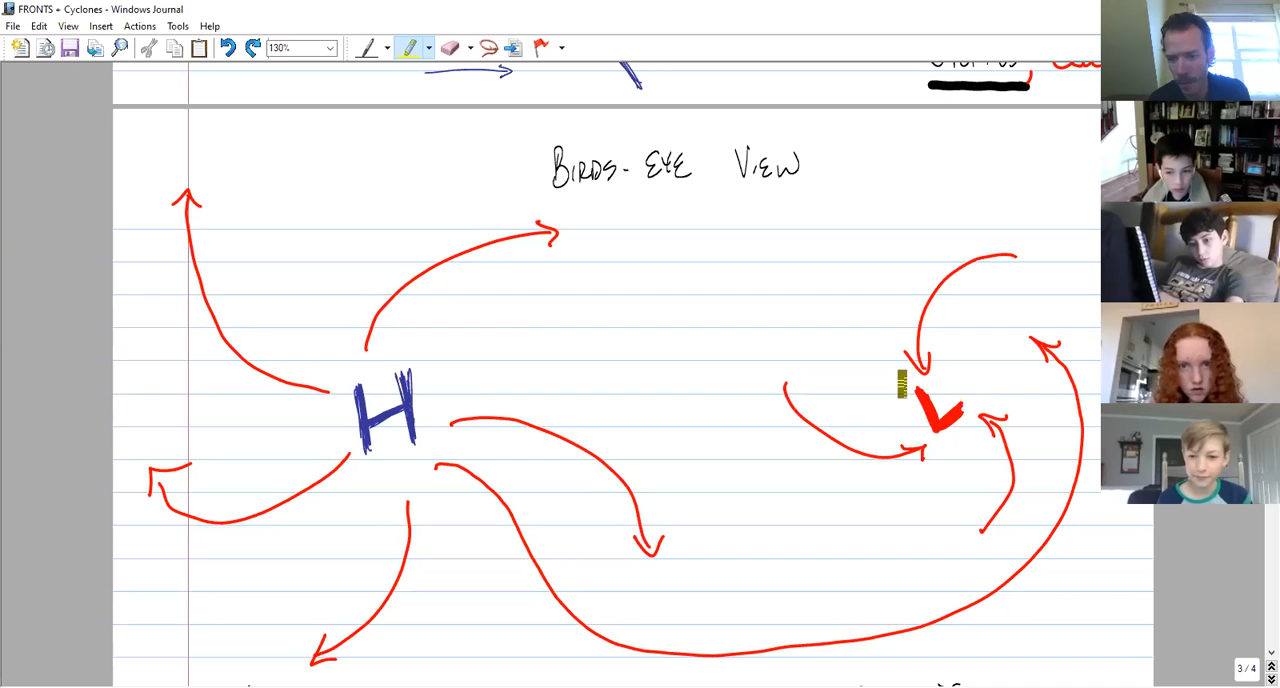 FRONTS + Cyclones - Windows Journal
File Edit View Insert Actions Tools Help
130%
BIRDS-EYE VIEW
H
L
3 / 4